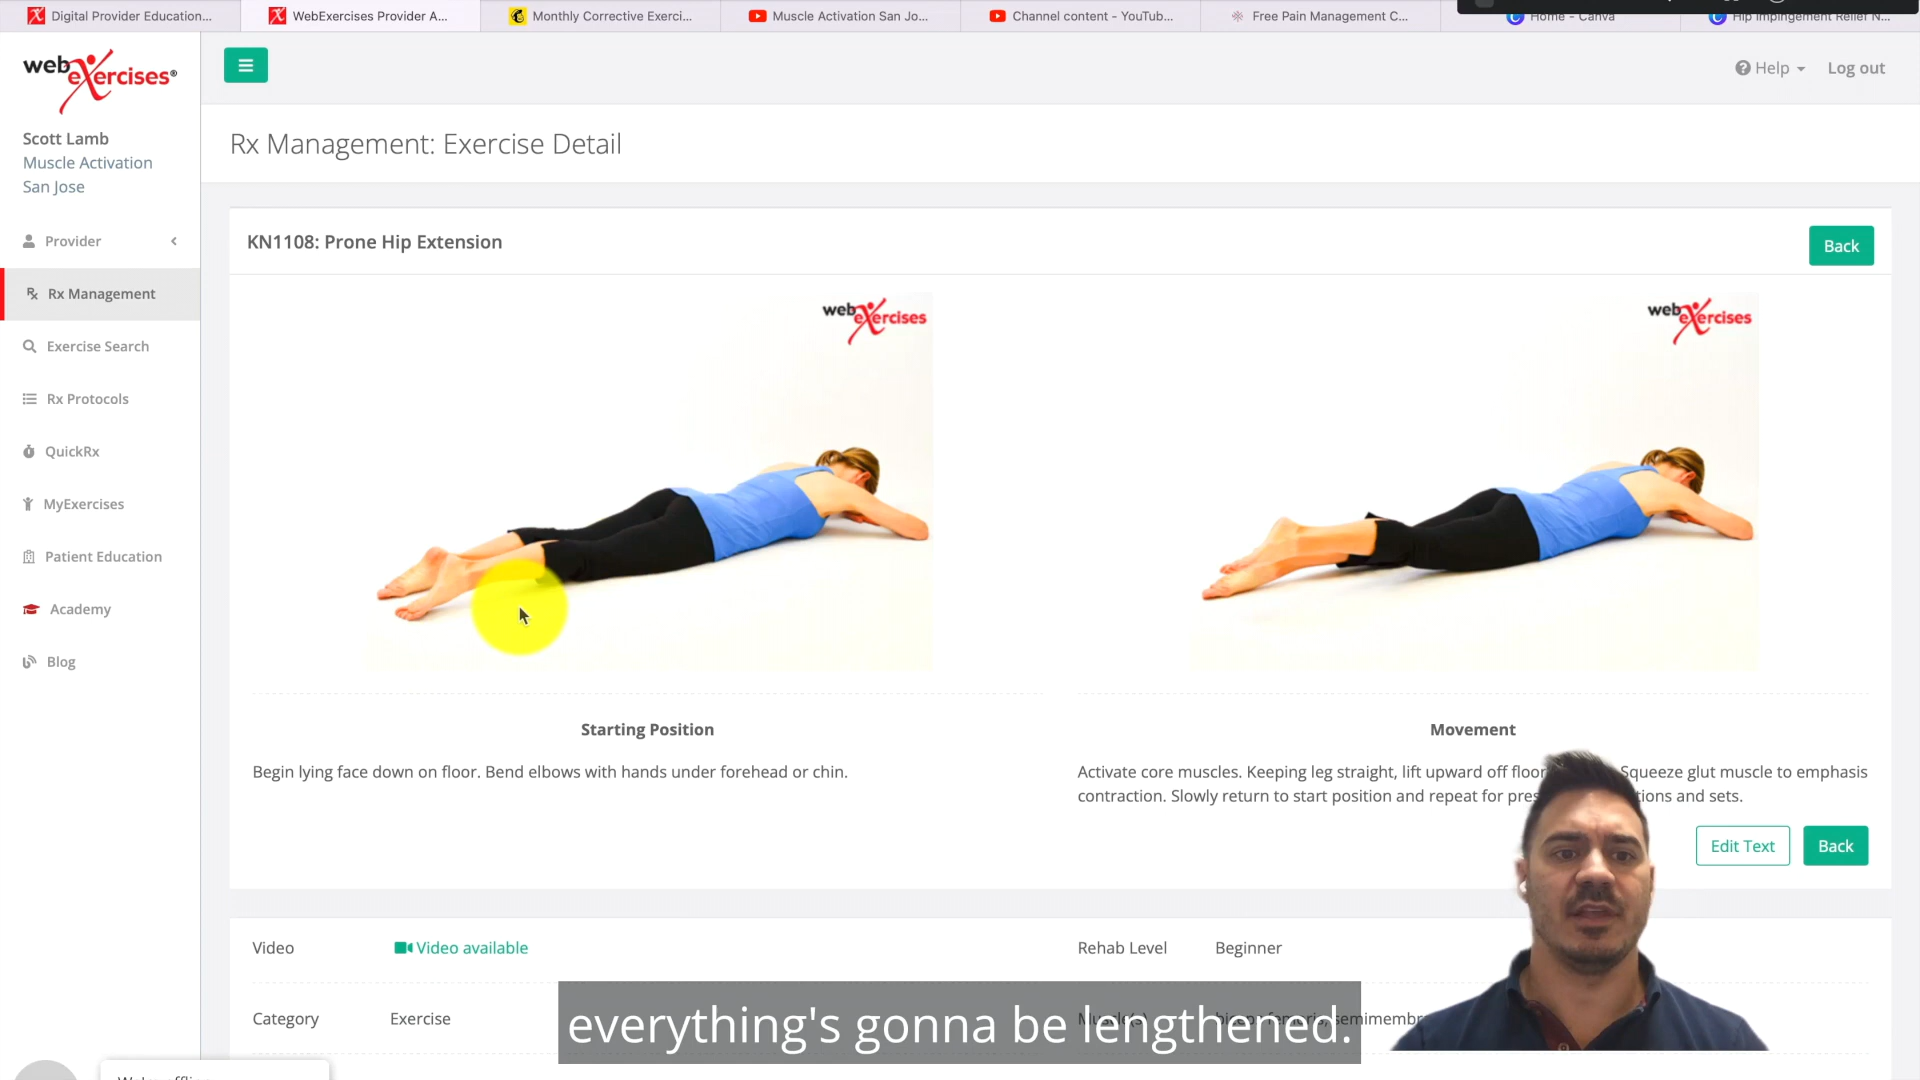 Digital Provider Education...
WebExercises Provider A...
Monthly Corrective Exerci...
Muscle Activation San Jo...
Channel content - YouTub...
Free Pain Management C...
Home - Canva
Hip Impingement Relief N...
webexercises®
Help
Log out
Scott Lamb
Muscle Activation
San Jose
Rx Management: Exercise Detail
Provider
Rx Management
Exercise Search
Rx Protocols
QuickRx
MyExercises
Patient Education
Academy
Blog
KN1108: Prone Hip Extension
Back
webexercises
webexercises
Starting Position
Begin lying face down on floor. Bend elbows with hands under forehead or chin.
Movement
Activate core muscles. Keeping leg straight, lift upward off floor Squeeze glut muscle to emphasis
contraction. Slowly return to start position and repeat for and sets.
Edit Text
Back
Video
Video available
Rehab Level
Beginner
Category
Exercise
everything's gonna be lengthened.